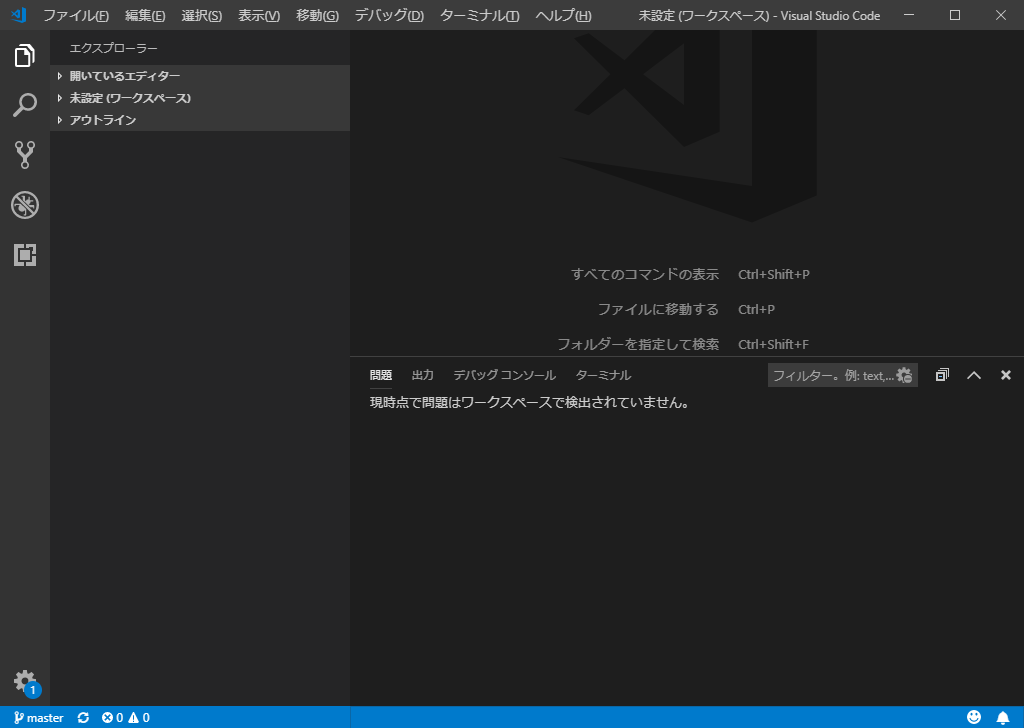 ファイル(F) 編集(E) 選択(S) 表示(V) 移動(G) デバッグ(D) ターミナル(T) ヘルプ(H) 未設定 (ワークスペース) - Visual Studio Code
エクスプローラー
開いているエディター
未設定 (ワークスペース)
アウトライン
すべてのコマンドの表示 Ctrl+Shift+P
ファイルに移動する Ctrl+P
フォルダーを指定して検索 Ctrl+Shift+F
問題 出力 デバッグ コンソール ターミナル フィルター。例: text,...
現時点で問題はワークスペースで検出されていません。
1
master 0 0